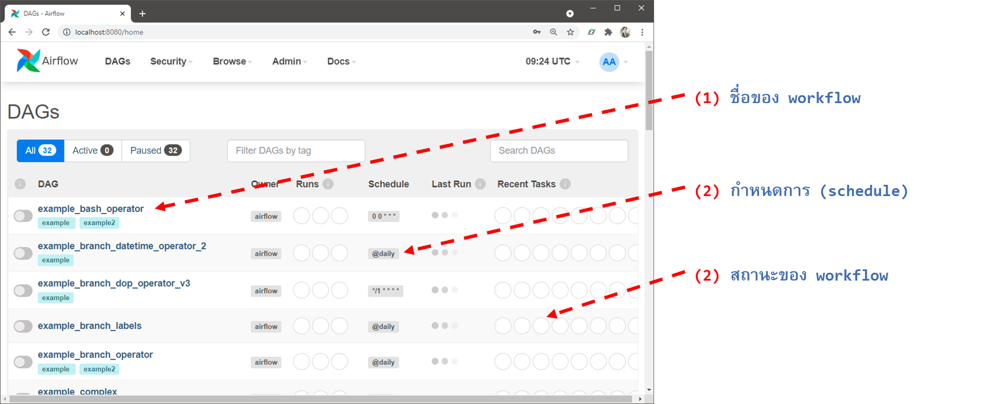 DAGs - Airflow
localhost:8080/home
Airflow DAGs Security Browse Admin Docs 09:24 UTC AA
(1) ชื่อของ workflow
DAGs
All 32 Active 0 Paused 32 Filter DAGs by tag Search DAGs
DAG Owner Runs Schedule Last Run Recent Tasks
(2) กำหนดการ (schedule)
example_bash_operator
airflow 0 0 * * *
example example2
example_branch_datetime_operator_2
airflow @daily
example
(2) สถานะของ workflow
example_branch_dop_operator_v3
airflow */1 * * * *
example
example_branch_labels airflow @daily
example_branch_operator
airflow @daily
example example2
example_complex